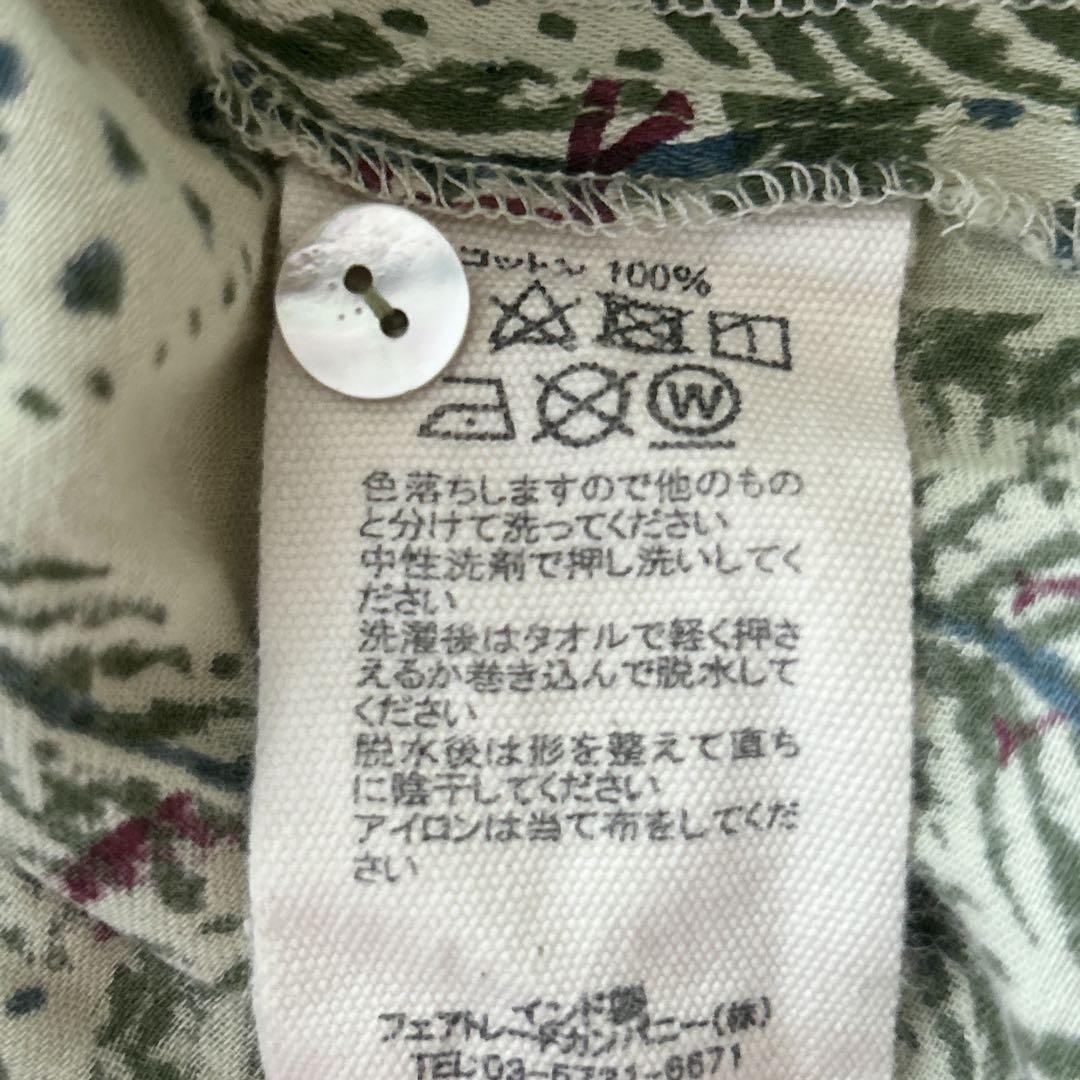 コットン 100%
W
色落ちしますので他のもの
と分けて洗ってください
中性洗剤で押し洗いしてく
ださい
洗濯後はタオルで軽く押さ
えるか巻き込んで脱水して
ください
脱水後は形を整えて直ち
に陰干してください
アイロンは当て布をしてくだ
さい
インド製
フェアトレードカンパニー(株)
TEL:03-5731-6671